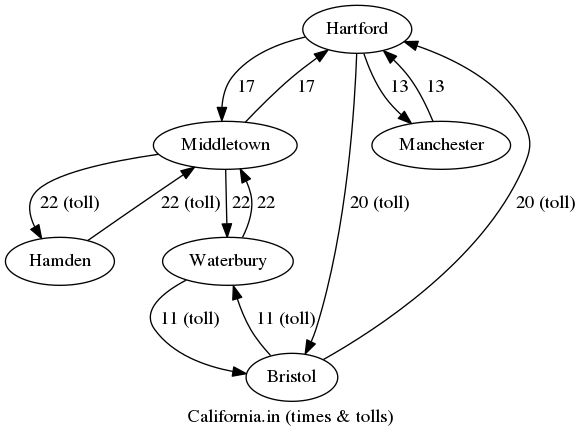 Hartford
17
17
13
13
Middletown
Manchester
22 (toll)
22 (toll)
22
22
20 (toll)
20 (toll)
Hamden
Waterbury
11 (toll)
11 (toll)
Bristol
California.in (times & tolls)